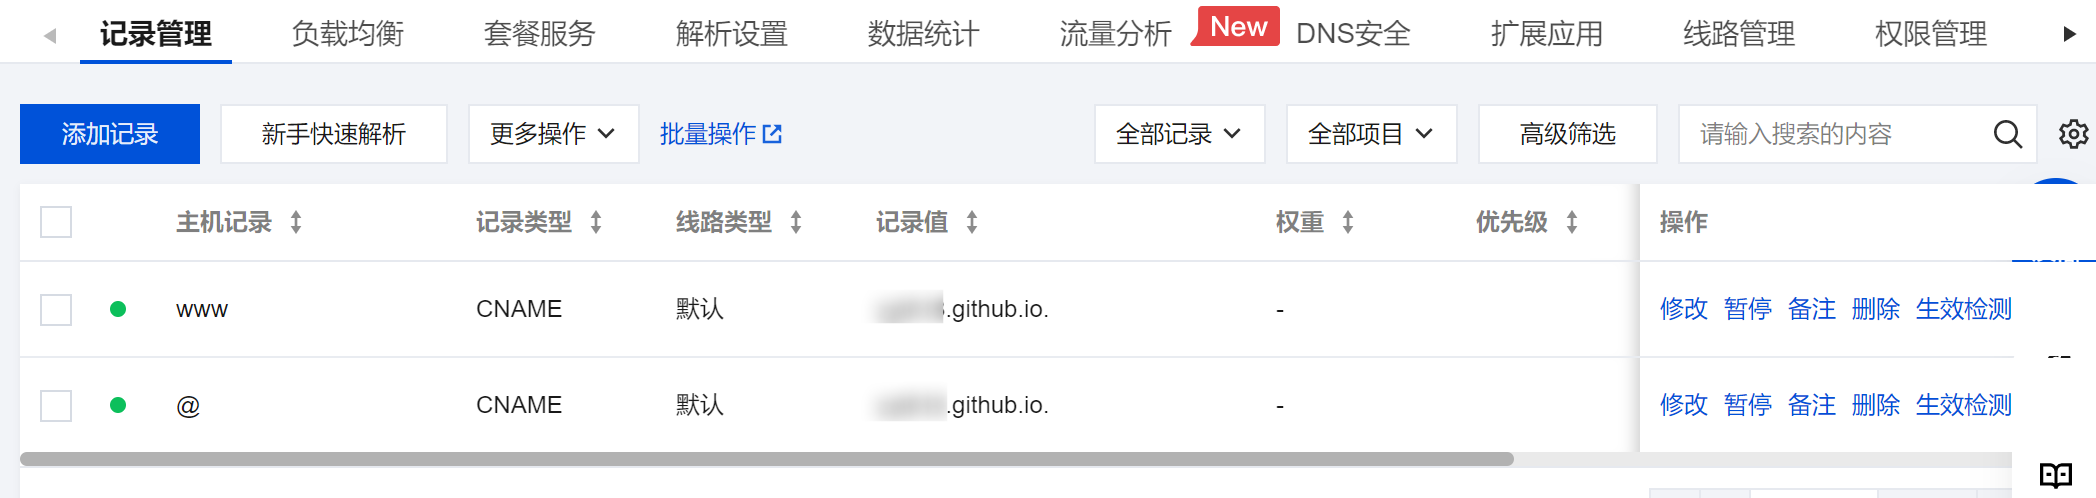 记录管理 负载均衡 套餐服务 解析设置 数据统计 流量分析 New DNS安全 扩展应用 线路管理 权限管理
添加记录 新手快速解析 更多操作 批量操作 全部记录 全部项目 高级筛选 请输入搜索的内容
主机记录 记录类型 线路类型 记录值 权重 优先级 操作
www CNAME 默认 .github.io. - 修改 暂停 备注 删除 生效检测
@ CNAME 默认 .github.io. - 修改 暂停 备注 删除 生效检测